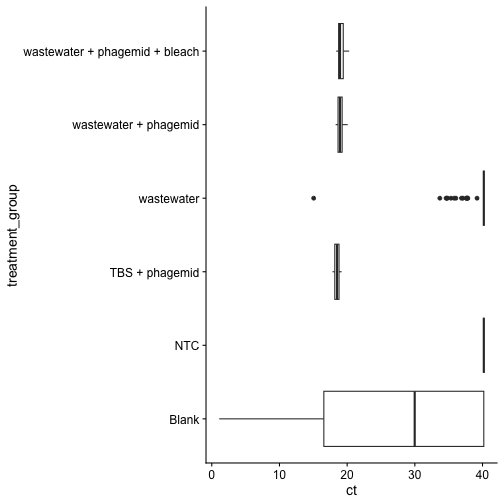 wastewater + phagemid + bleach
wastewater + phagemid
wastewater
TBS + phagemid
NTC
Blank
treatment_group
0 10 20 30 40
ct